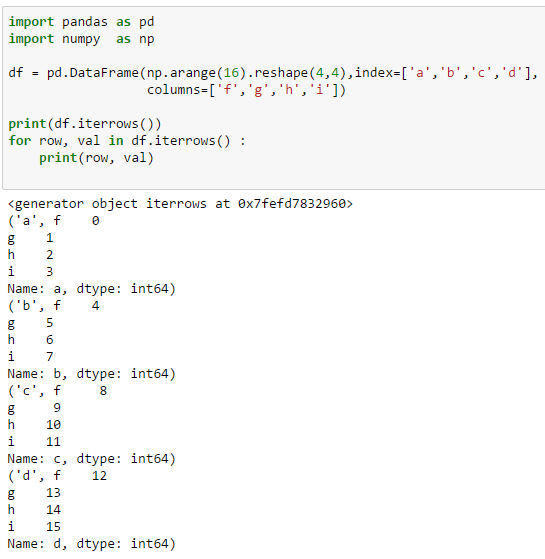 import pandas as pd
import numpy  as np
df = pd.DataFrame(np.arange(16).reshape(4,4),index=['a','b','c','d'],
                  columns=['f','g','h','i'])
print(df.iterrows())
for row, val in df.iterrows() :
    print(row, val)
<generator object iterrows at 0x7fefd7832960>
('a', f    0
g    1
h    2
i    3
Name: a, dtype: int64)
('b', f    4
g    5
h    6
i    7
Name: b, dtype: int64)
('c', f     8
g     9
h    10
i    11
Name: c, dtype: int64)
('d', f    12
g    13
h    14
i    15
Name: d, dtype: int64)